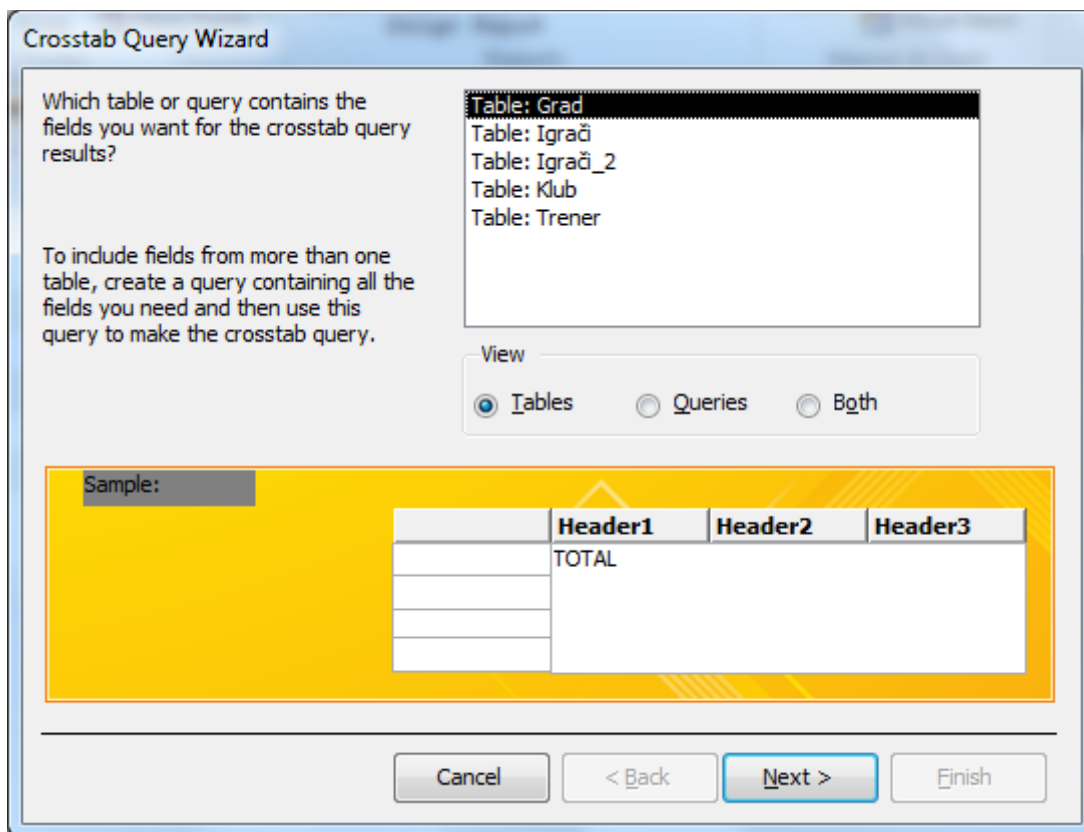 Crosstab Query Wizard
Which table or query contains the
fields you want for the crosstab query
results?
To include fields from more than one
table, create a query containing all the
fields you need and then use this
query to make the crosstab query.
Table: Grad
Table: Igrači
Table: Igrači_2
Table: Klub
Table: Trener
View
Tables
Queries
Both
Sample:
Header1 Header2 Header3
TOTAL
Cancel
< Back
Next >
Finish